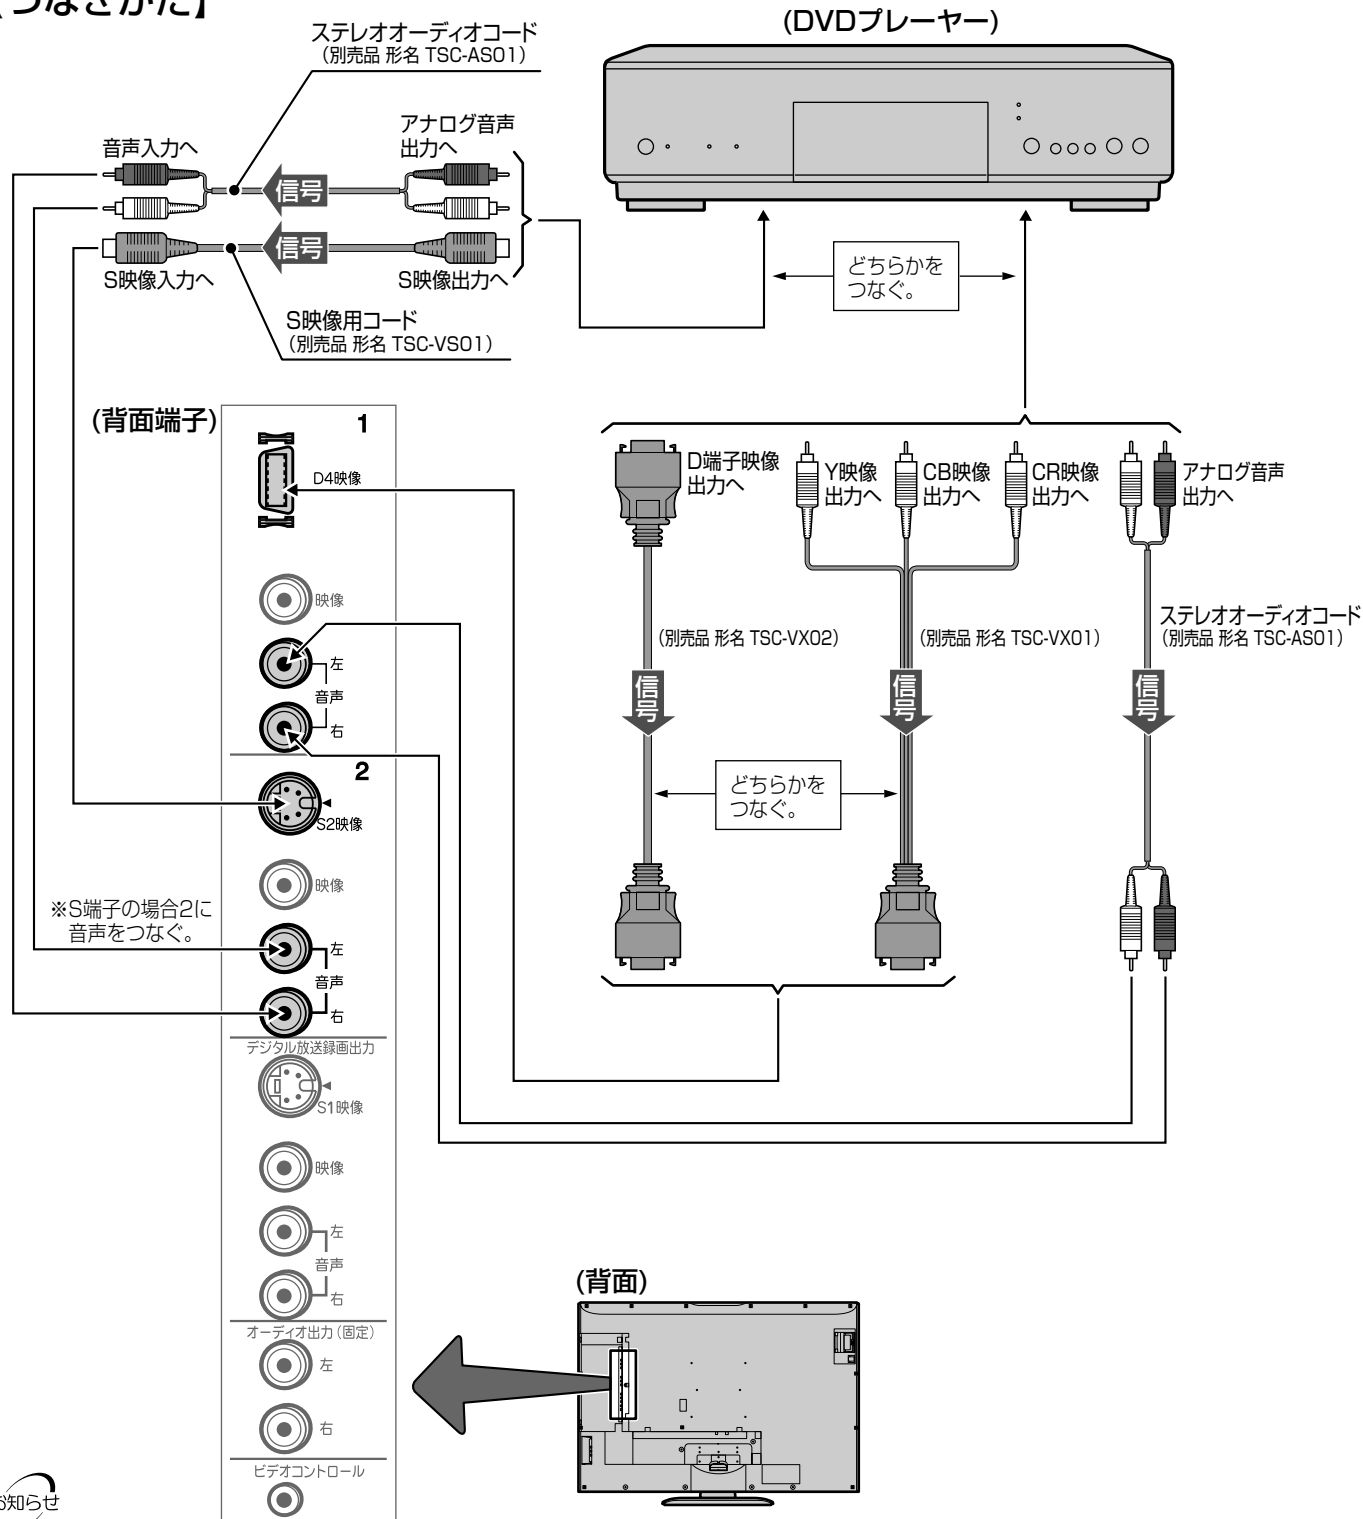 【つなぎかた】
(DVDプレーヤー)
ステレオオーディオコード
(別売品 形名 TSC-AS01)
音声入力へ
アナログ音声
出力へ
信号
信号
S映像入力へ
S映像出力へ
S映像用コード
(別売品 形名 TSC-VS01)
どちらかを
つなぐ。
(背面端子)
1
D4映像
映像
左
音声
右
2
S2映像
映像
※S端子の場合2に
音声をつなぐ。
左
音声
右
デジタル放送録画出力
S1映像
映像
左
音声
右
オーディオ出力(固定)
左
右
ビデオコントロール
D端子映像
出力へ
Y映像
出力へ
CB映像
出力へ
CR映像
出力へ
アナログ音声
出力へ
(別売品 形名 TSC-VX02)
(別売品 形名 TSC-VX01)
ステレオオーディオコード
(別売品 形名 TSC-AS01)
信号
信号
信号
どちらかを
つなぐ。
(背面)
お知らせ